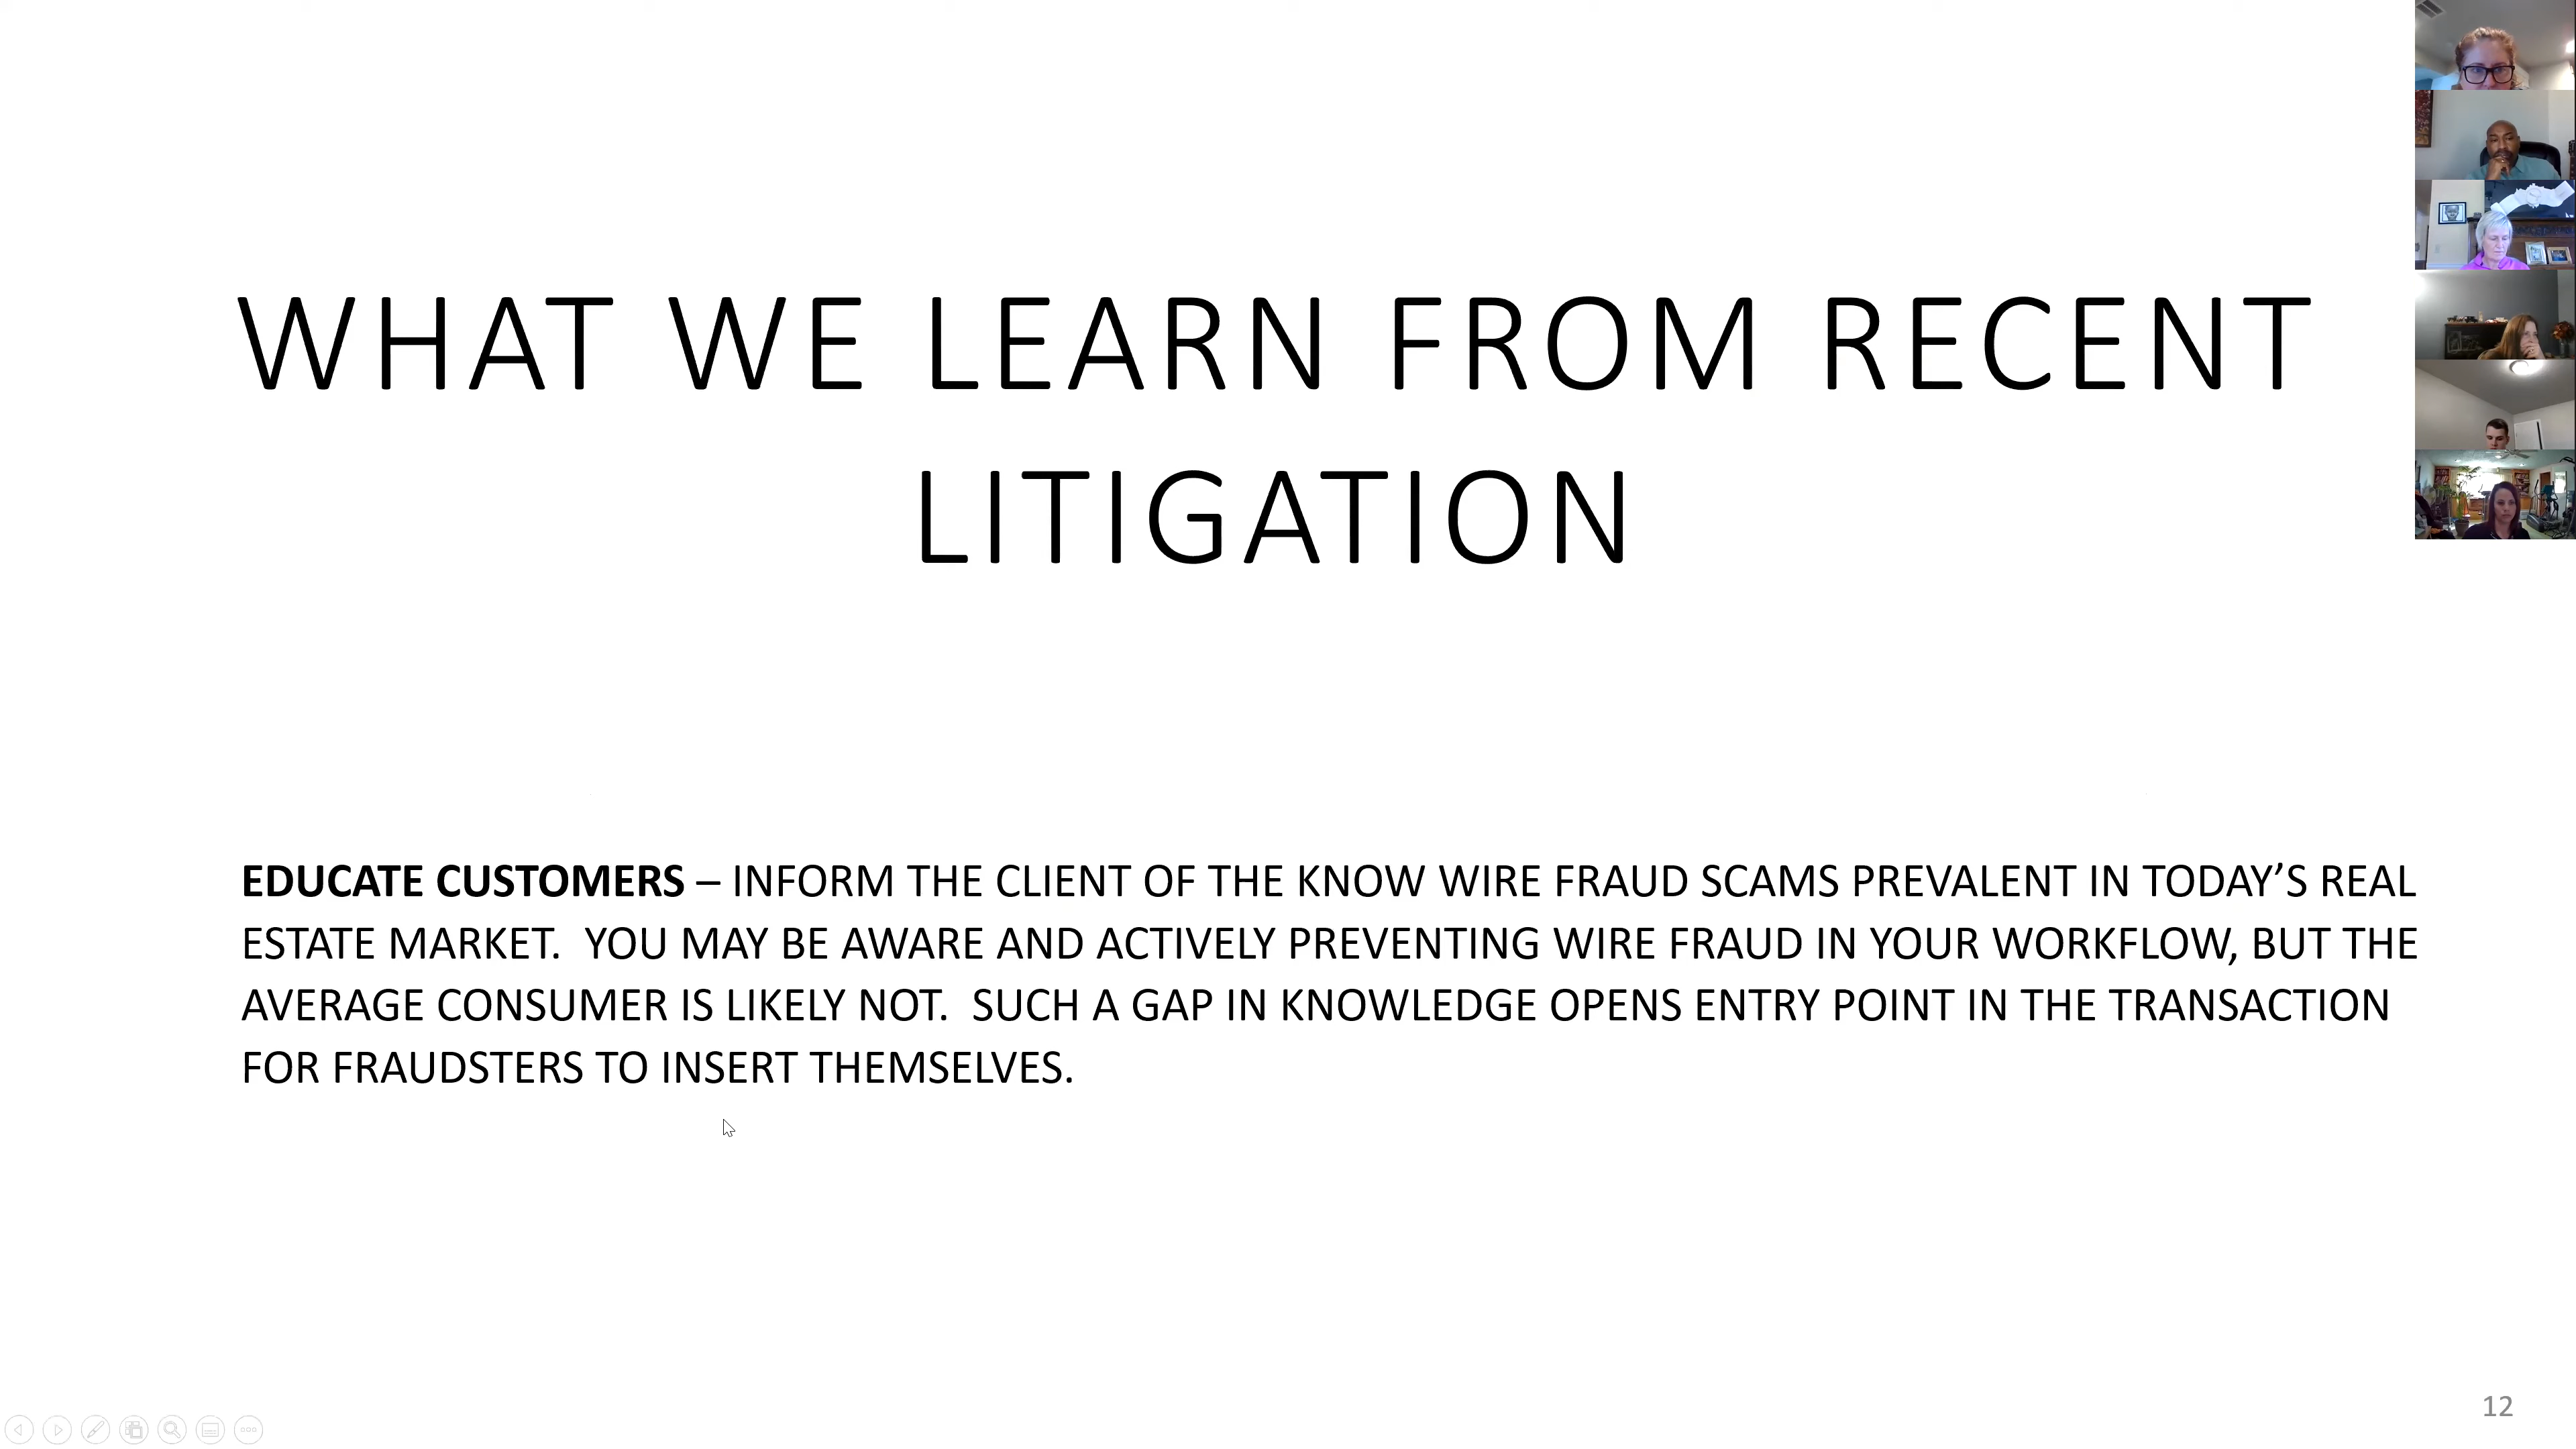 WHAT WE LEARN FROM RECENT
LITIGATION
EDUCATE CUSTOMERS – INFORM THE CLIENT OF THE KNOW WIRE FRAUD SCAMS PREVALENT IN TODAY’S REAL
ESTATE MARKET.  YOU MAY BE AWARE AND ACTIVELY PREVENTING WIRE FRAUD IN YOUR WORKFLOW, BUT THE
AVERAGE CONSUMER IS LIKELY NOT.  SUCH A GAP IN KNOWLEDGE OPENS ENTRY POINT IN THE TRANSACTION
FOR FRAUDSTERS TO INSERT THEMSELVES.
12